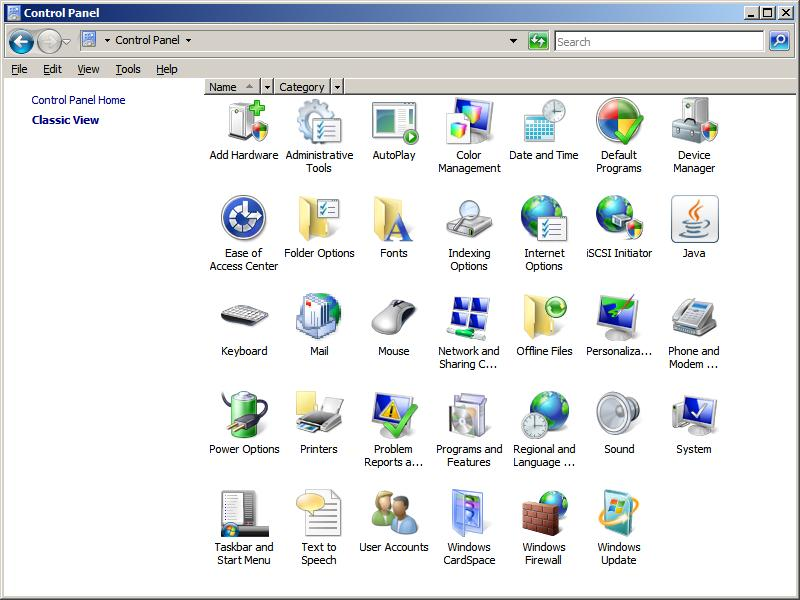 Control Panel
Control Panel
Search
File Edit View Tools Help
Control Panel Home
Classic View
Name Category
Add Hardware
Administrative
Tools
AutoPlay
Color
Management
Date and Time
Default
Programs
Device
Manager
Ease of
Access Center
Folder Options
Fonts
Indexing
Options
Internet
Options
iSCSI Initiator
Java
Keyboard
Mail
Mouse
Network and
Sharing C...
Offline Files
Personaliza...
Phone and
Modem ...
Power Options
Printers
Problem
Reports a...
Programs and
Features
Regional and
Language ...
Sound
System
Taskbar and
Start Menu
Text to
Speech
User Accounts
Windows
CardSpace
Windows
Firewall
Windows
Update